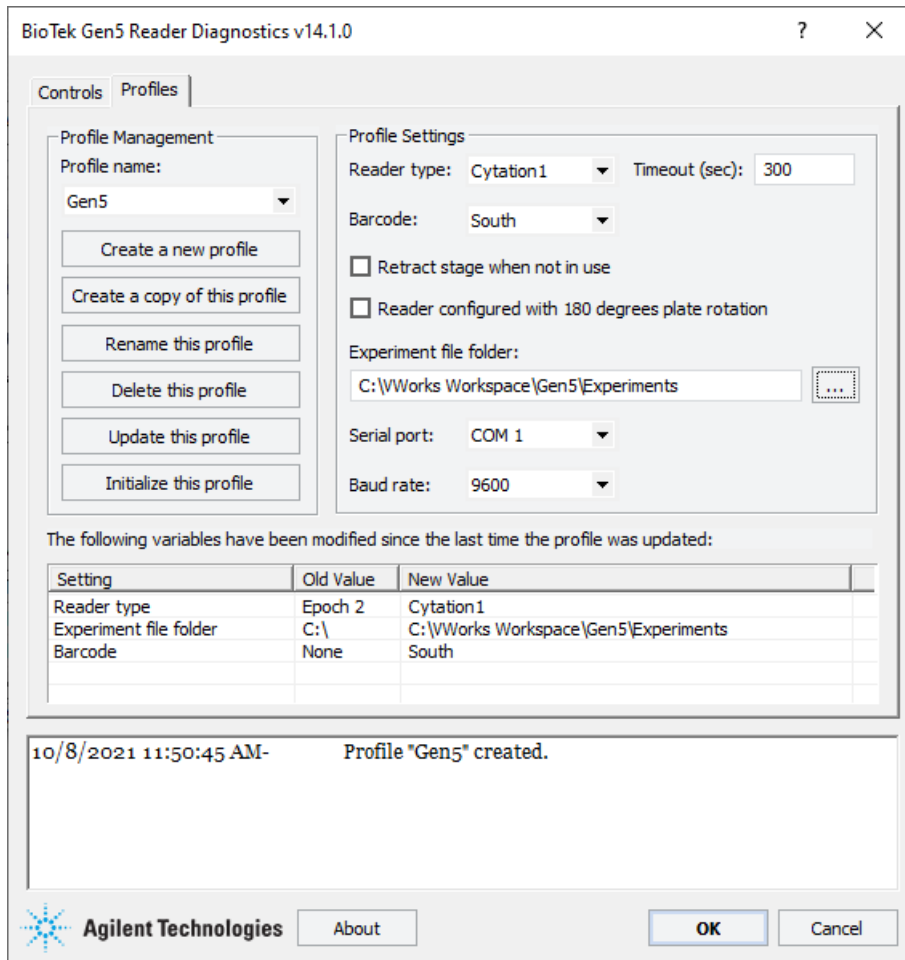 BioTek Gen5 Reader Diagnostics v14.1.0 ?
Controls Profiles
Profile Management
Profile name:
Gen5
Create a new profile
Create a copy of this profile
Rename this profile
Delete this profile
Update this profile
Initialize this profile
Profile Settings
Reader type: Cytation1 Timeout (sec): 300
Barcode: South
Retract stage when not in use
Reader configured with 180 degrees plate rotation
Experiment file folder:
C:\VWorks Workspace\Gen5\Experiments ...
Serial port: COM 1
Baud rate: 9600
The following variables have been modified since the last time the profile was updated:
Setting Old Value New Value
Reader type Epoch 2 Cytation1
Experiment file folder C:\ C:\VWorks Workspace\Gen5\Experiments
Barcode None South
10/8/2021 11:50:45 AM- Profile "Gen5" created.
Agilent Technologies About OK Cancel